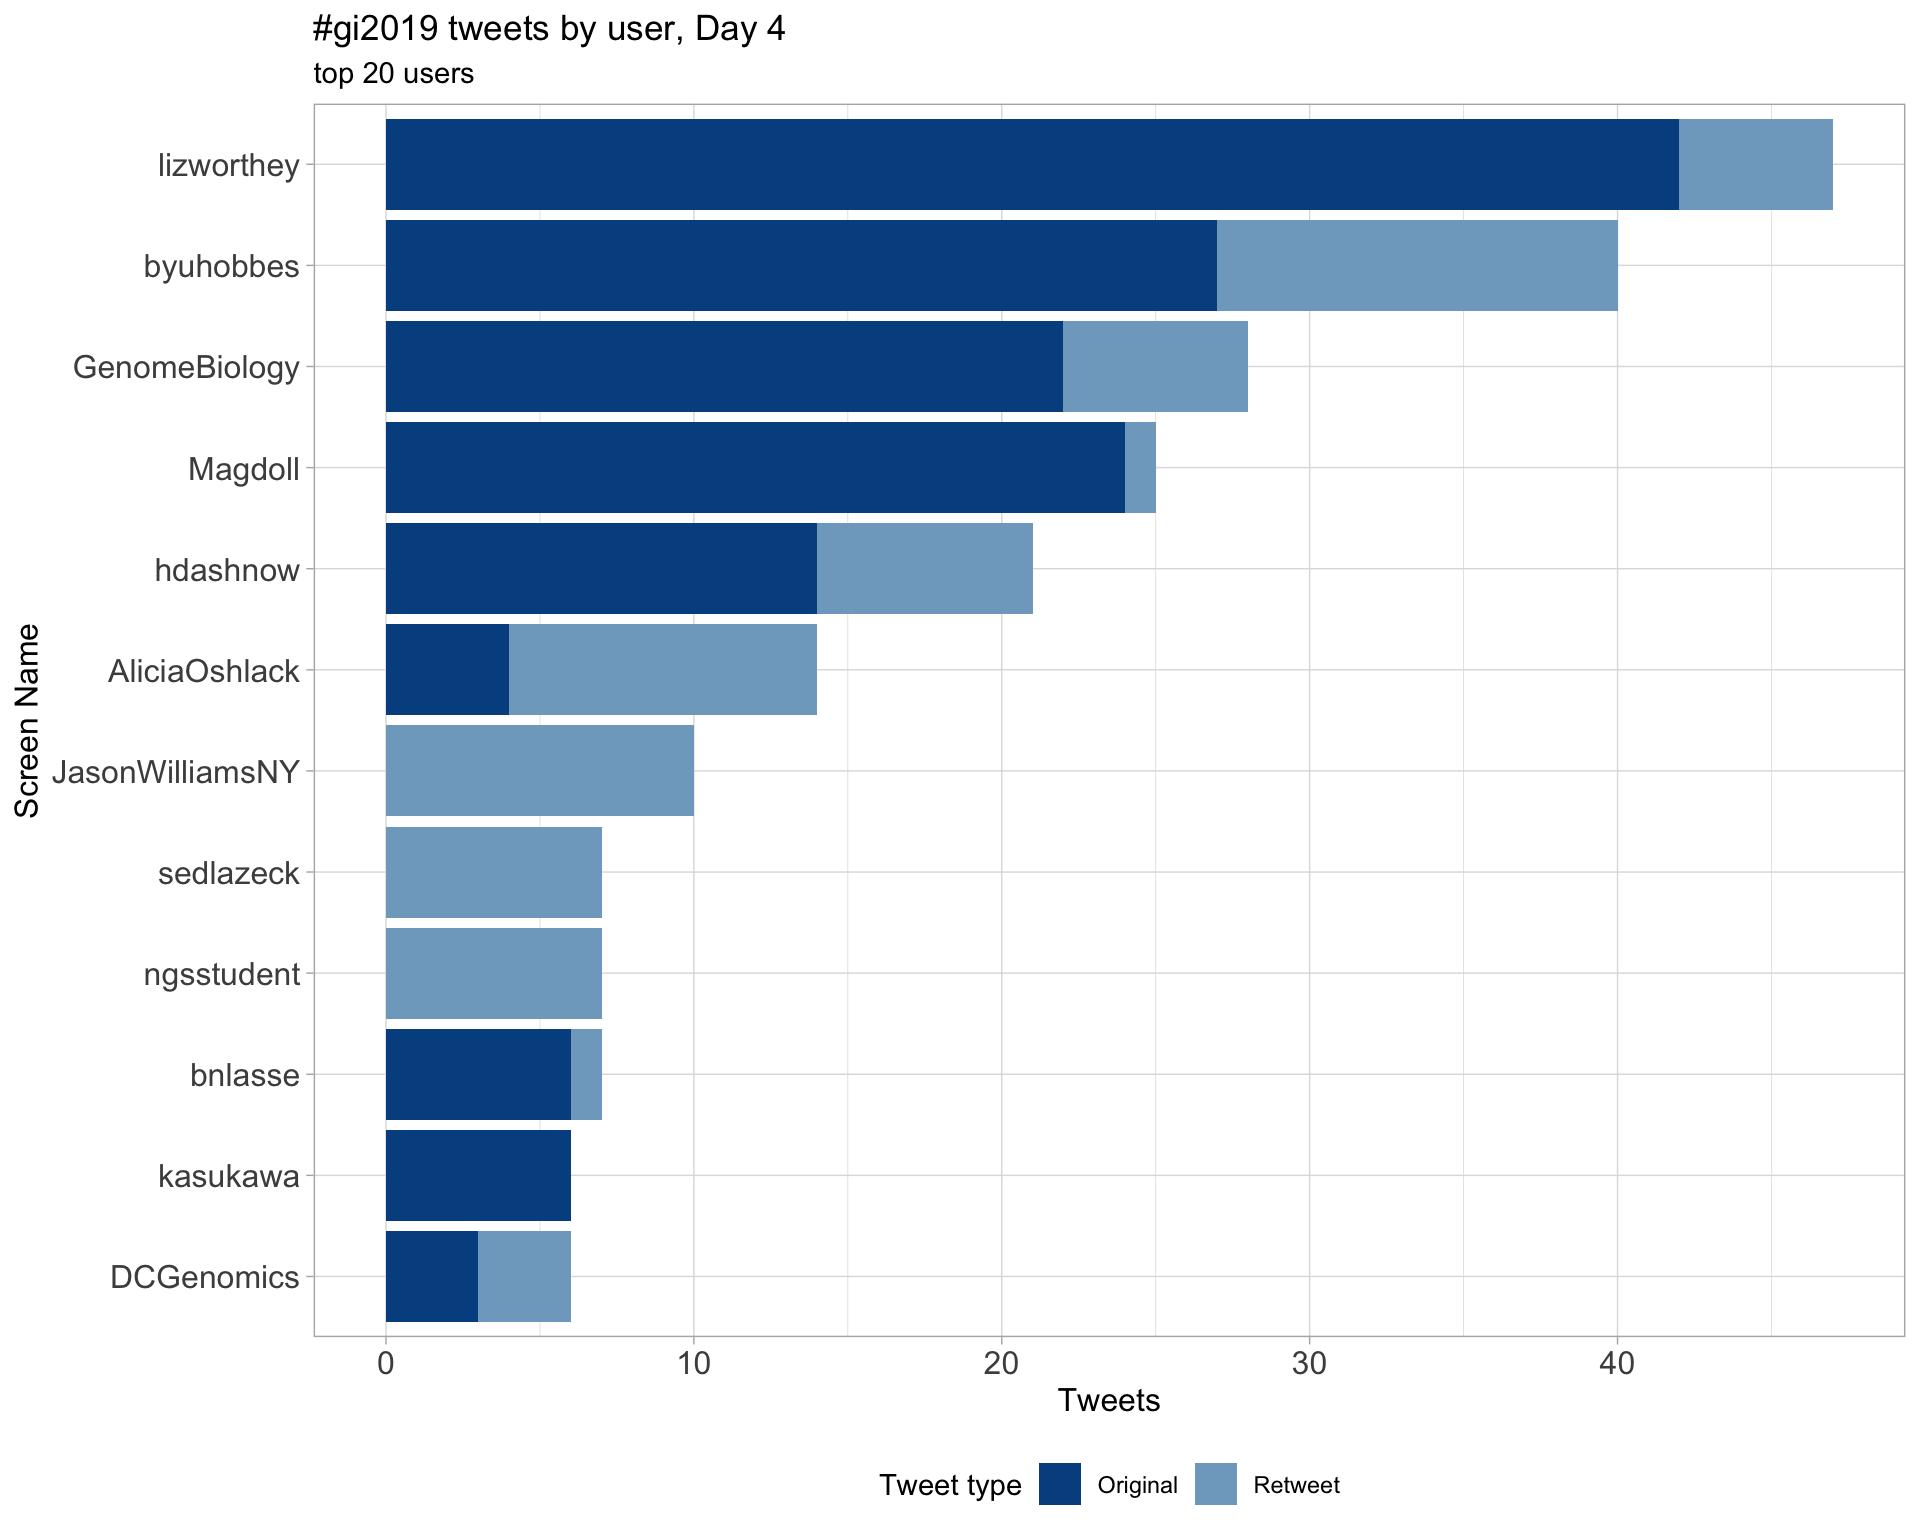 #gi2019 tweets by user, Day 4
top 20 users
Screen Name
lizworthey
byuhobbes
GenomeBiology
Magdoll
hdashnow
AliciaOshlack
JasonWilliamsNY
sedlazeck
ngsstudent
bnlasse
kasukawa
DCGenomics
0 10 20 30 40
Tweets
Tweet type Original Retweet